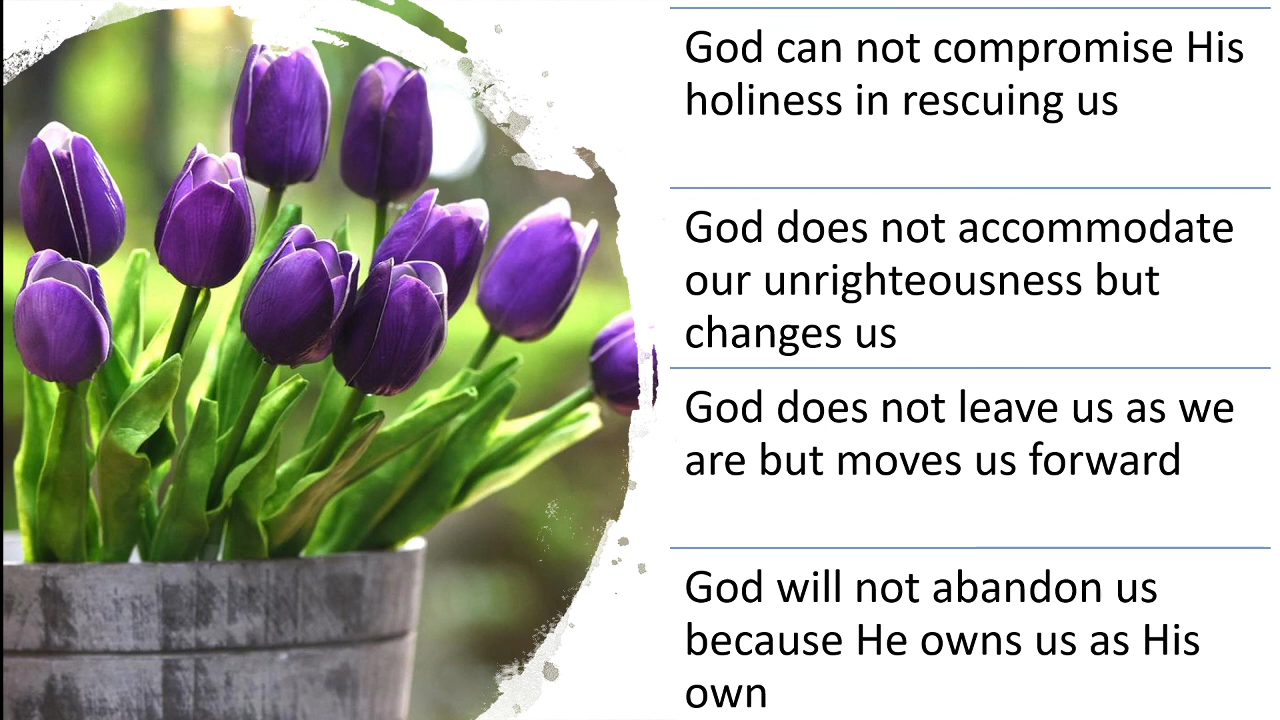 God can not compromise His
holiness in rescuing us
God does not accommodate
our unrighteousness but
changes us
God does not leave us as we
are but moves us forward
God will not abandon us
because He owns us as His
own